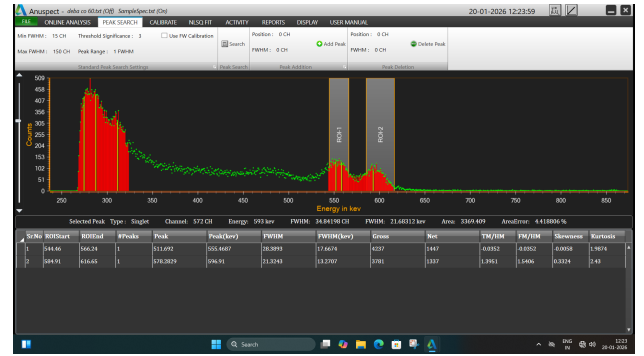 Anuspect - deba co 60.txt (Off) SampleSpec.txt (On) 20-01-2026 12:23:59
FILE ONLINE ANALYSIS PEAK SEARCH CALIBRATE NLSQ FIT ACTIVITY REPORTS DISPLAY USER MANUAL
Min FWHM : 15 CH Threshold Significance : 3 Use FW Calibration Search Position : 0 CH Add Peak Position : 0 CH Delete Peak
Max FWHM : 150 CH Peak Range : 1 FWHM FWHM : 0 CH FWHM : 0 CH
Standard Peak Search Settings Peak Search Peak Addition Peak Deletion
509
458
407
356
305
255
204
153
102
51
0
Counts
ROI-1 ROI-2
250 300 350 400 450 500 550 600 650 700 750 800 850
Energy in kev
Selected Peak Type : Singlet Channel: 572 CH Energy: 593 kev FWHM: 34.84198 CH FWHM: 21.68312 kev Area: 3369.409 AreaError: 4.418806 %
Sr.No ROIStart ROIEnd #Peaks Peak Peak(kev) FWHM FWHM(kev) Gross Net TM/HM FM/HM Skewness Kurtosis
1 544.46 566.24 1 511.692 555.4687 28.3893 17.6674 4237 1447 -0.0352 -0.0352 -0.0058 1.9874
2 584.91 616.65 1 578.2829 596.91 21.3243 13.2707 3781 1337 1.3951 1.5406 0.3324 2.43
Search
ENG
IN
12:23
20-01-2026